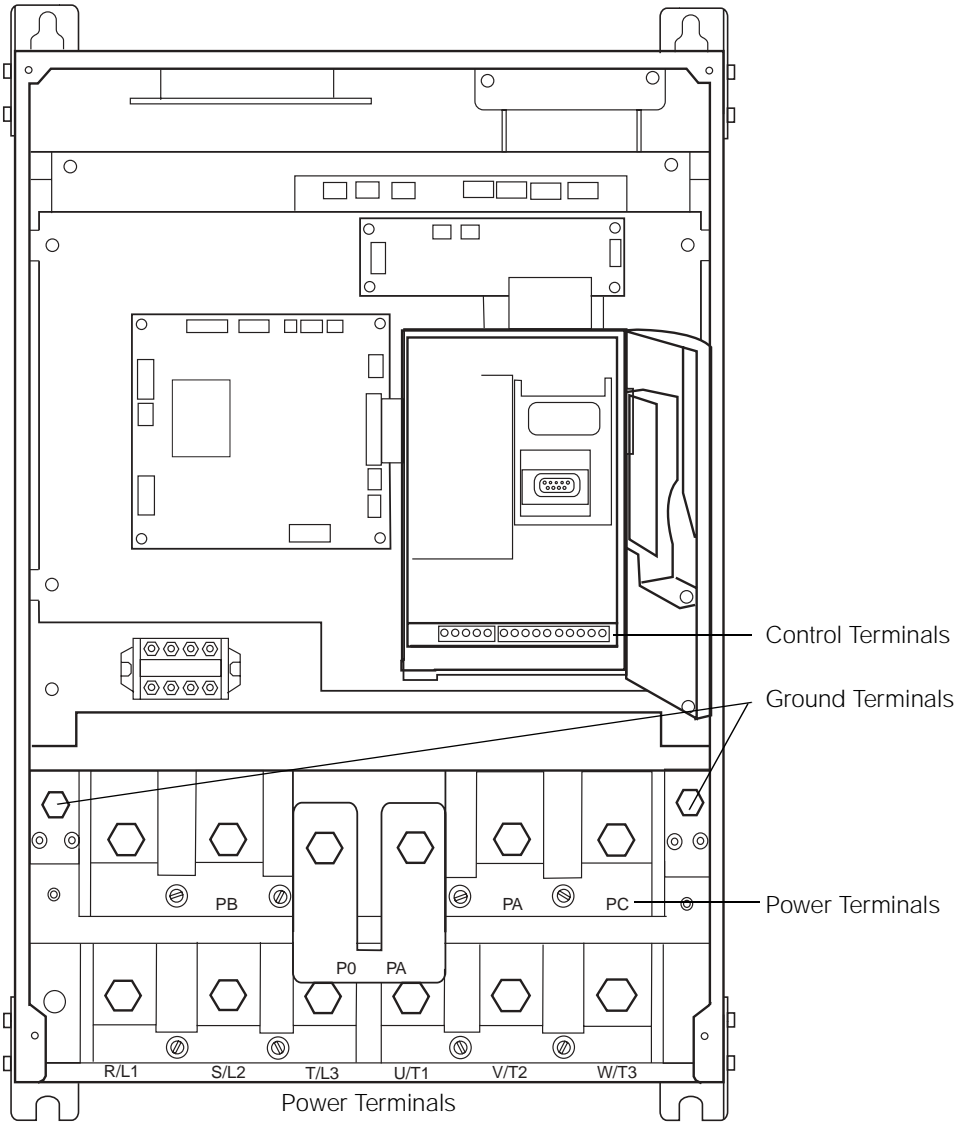 Control Terminals
Ground Terminals
PB PA PC
Power Terminals
P0 PA
R/L1 S/L2 T/L3 U/T1 V/T2 W/T3
Power Terminals